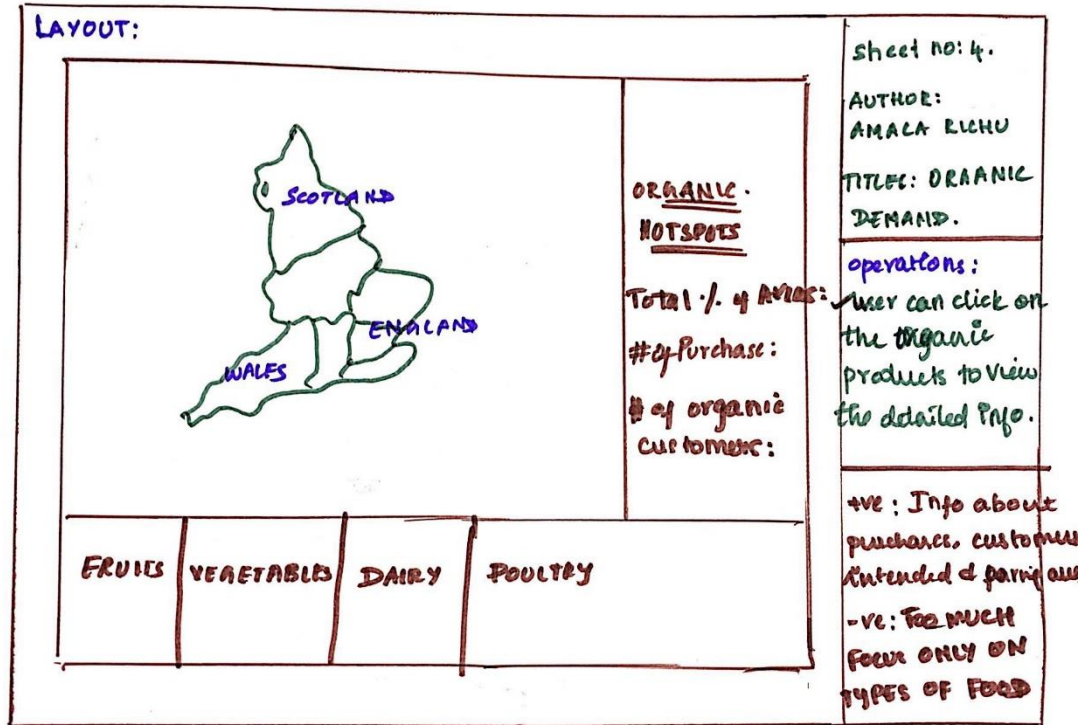 LAYOUT:
SCOTLAND
ENGLAND
WALES
ORGANIC.
HOTSPOTS
Total % of
# of Purchase:
# of organic
customers:
FRUITS
VEGETABLES
DAIRY
POULTRY
sheet no: 4.
AUTHOR:
AMALA RICHU
TITLE: ORGANIC
DEMAND.
operations:
user can click on
the organic
products to view
the detailed info.
+ve: Info about
customers
intended &
-ve: Too MUCH
FOCUS ONLY ON
TYPES OF FOOD